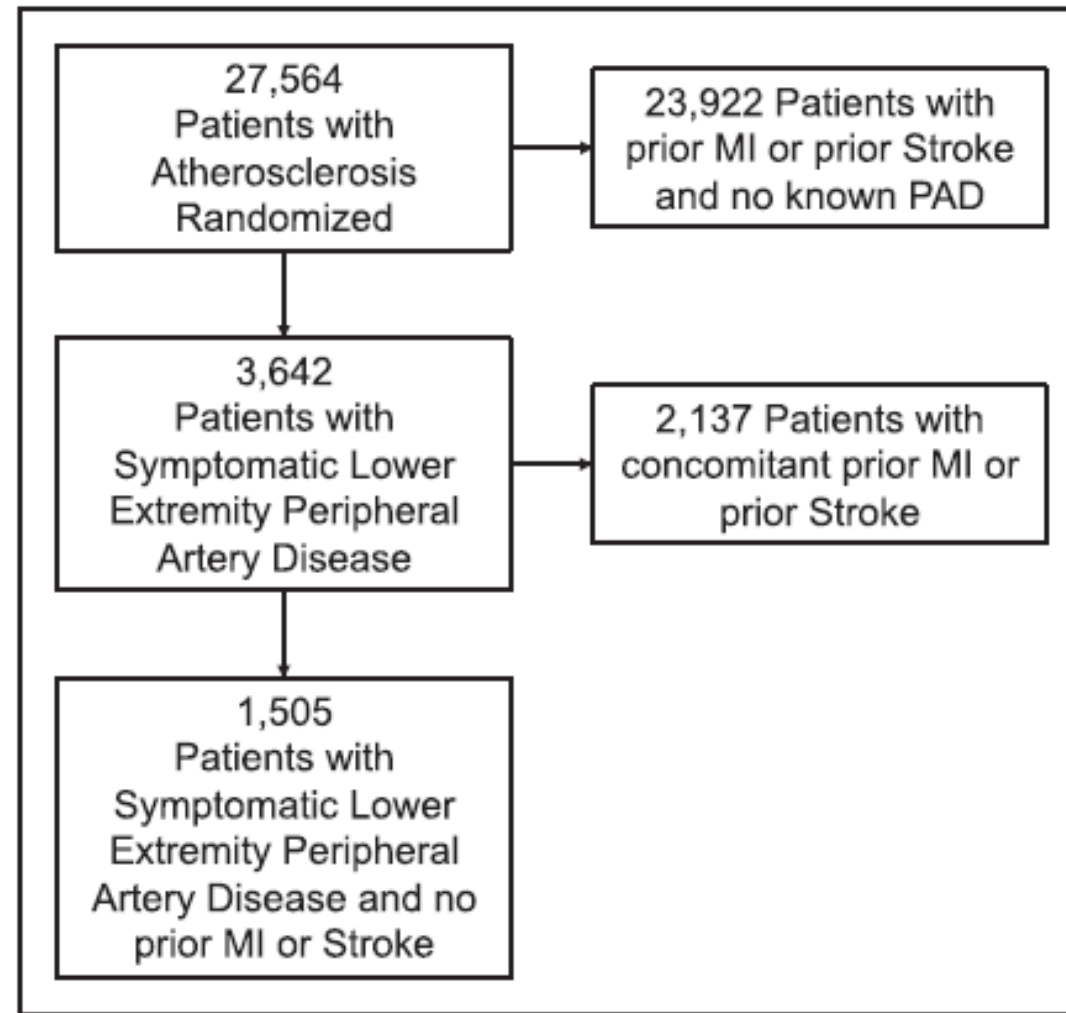 27,564
Patients with
Atherosclerosis
Randomized
23,922 Patients with
prior MI or prior Stroke
and no known PAD
3,642
Patients with
Symptomatic Lower
Extremity Peripheral
Artery Disease
2,137 Patients with
concomitant prior MI or
prior Stroke
1,505
Patients with
Symptomatic Lower
Extremity Peripheral
Artery Disease and no
prior MI or Stroke